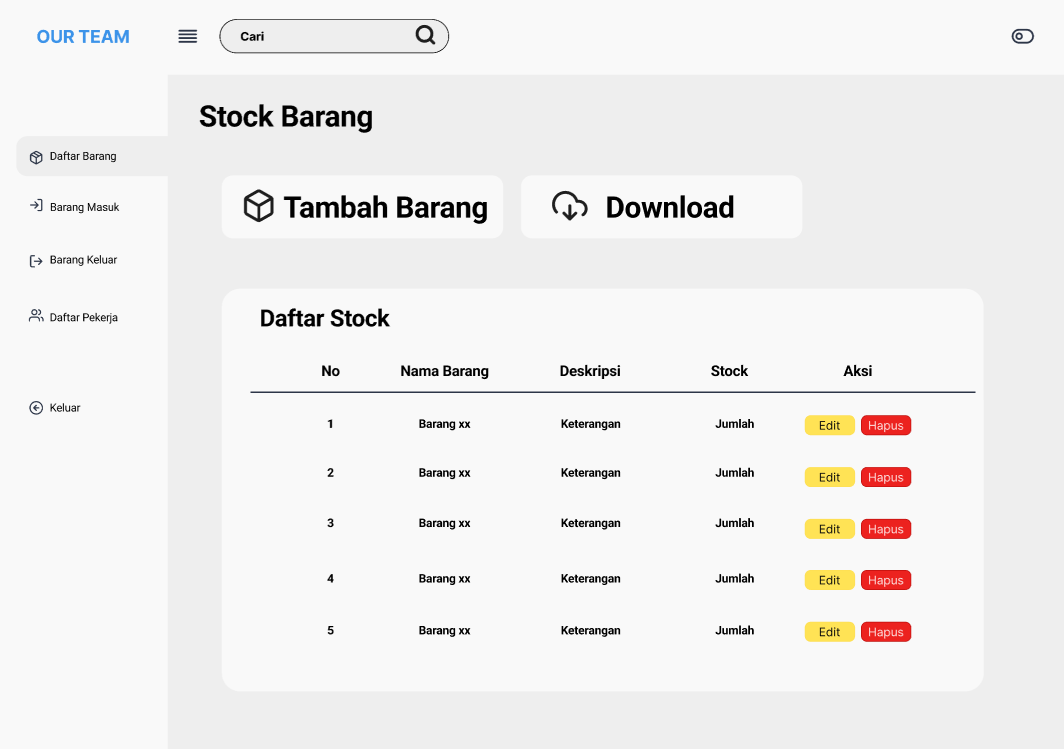 OUR TEAM
Cari
Stock Barang
Daftar Barang
Barang Masuk
Barang Keluar
Daftar Pekerja
Keluar
Tambah Barang
Download
Daftar Stock
No Nama Barang Deskripsi Stock Aksi
1 Barang xx Keterangan Jumlah Edit Hapus
2 Barang xx Keterangan Jumlah Edit Hapus
3 Barang xx Keterangan Jumlah Edit Hapus
4 Barang xx Keterangan Jumlah Edit Hapus
5 Barang xx Keterangan Jumlah Edit Hapus